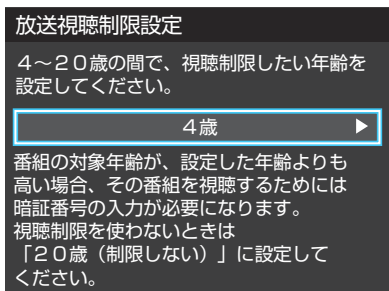 放送視聴制限設定
４～２０歳の間で、視聴制限したい年齢を
設定してください。
４歳 ▶
番組の対象年齢が、設定した年齢よりも
高い場合、その番組を視聴するためには
暗証番号の入力が必要になります。
視聴制限を使わないときは
「２０歳（制限しない）」に設定して
ください。